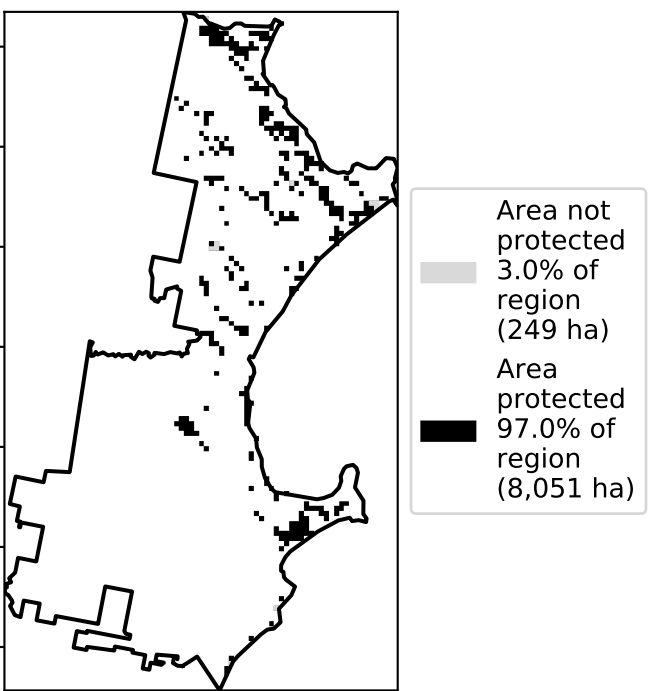 Area not
protected
3.0% of
region
(249 ha)
Area
protected
97.0% of
region
(8,051 ha)